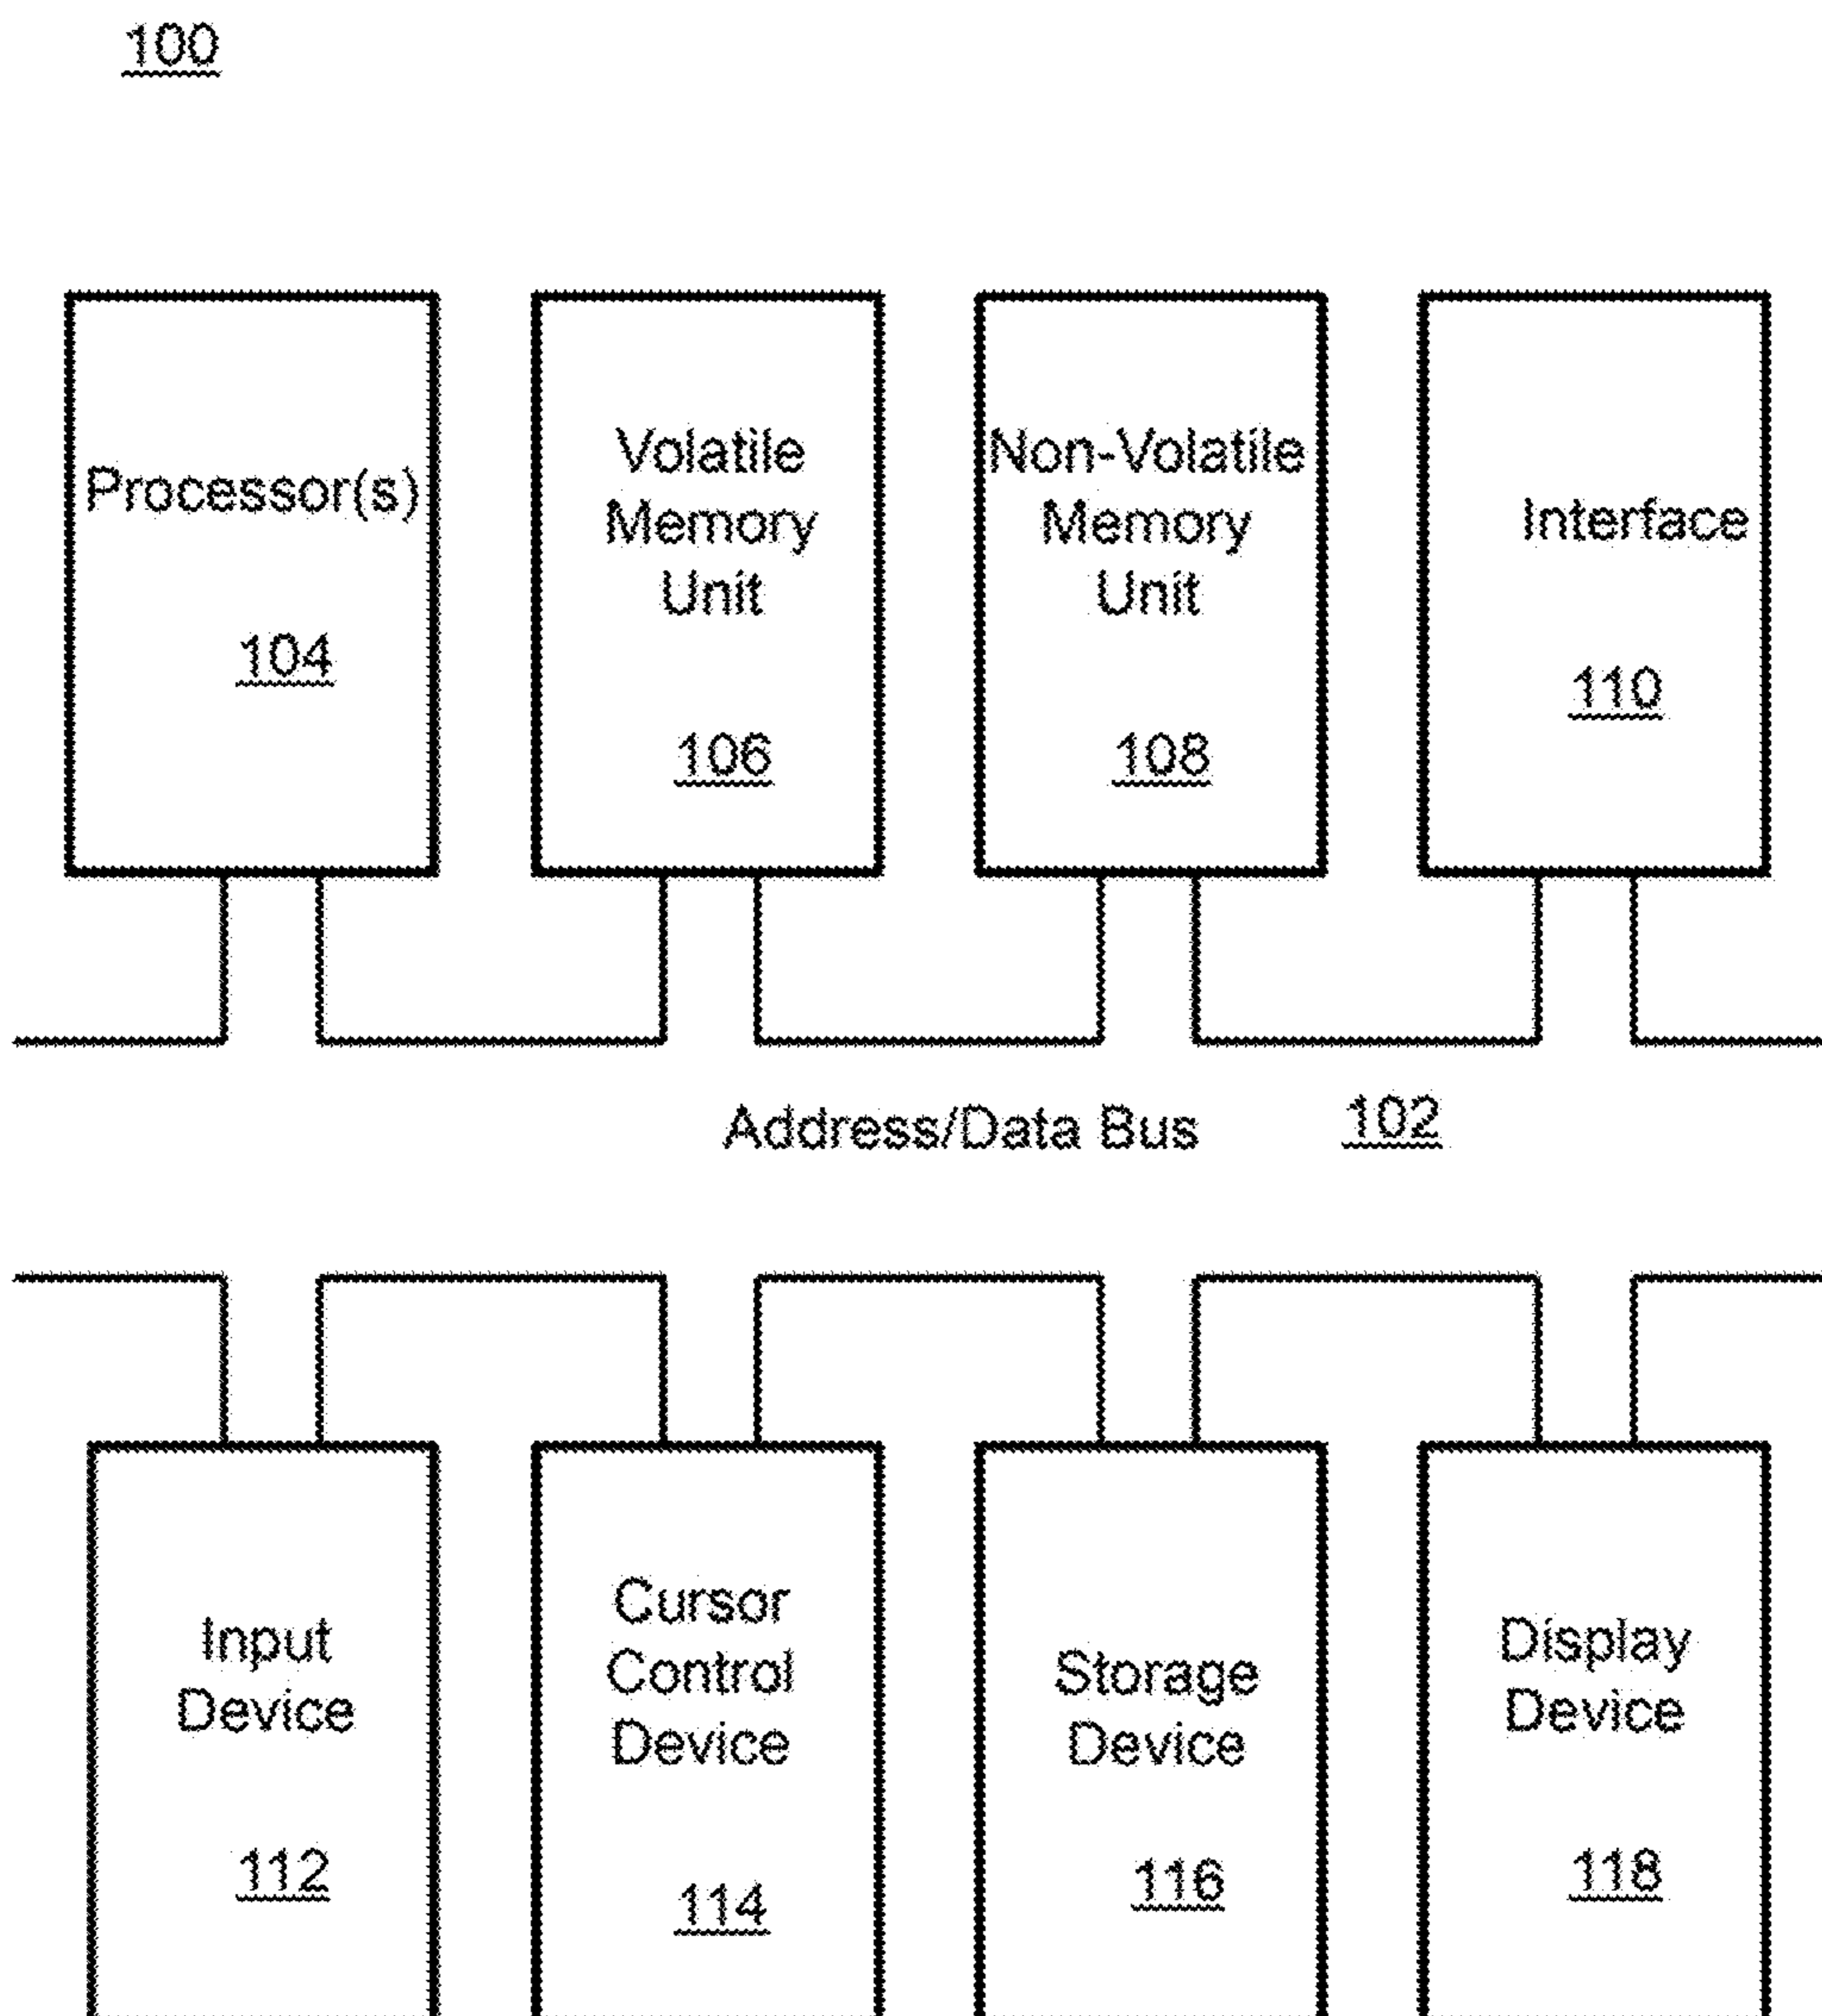 100
Processor(s)
104
Volatile
Memory
Unit
106
Non-Volatile
Memory
Unit
108
Interface
110
Address/Data Bus 102
Input
Device
112
Cursor
Control
Device
114
Storage
Device
116
Display
Device
118